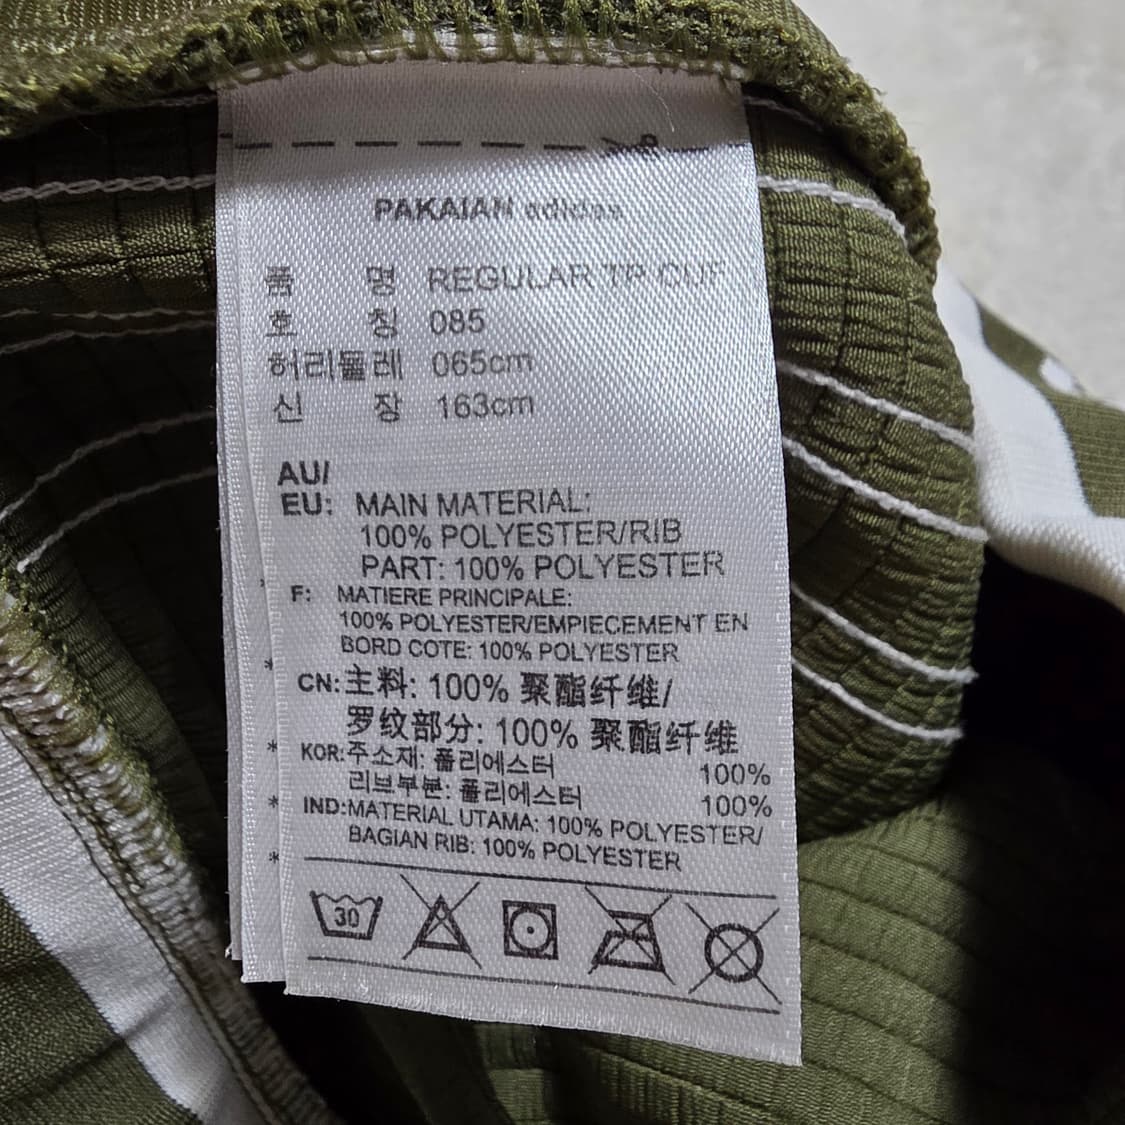 PAKAIAN adidas
품 명 REGULAR TP CUF
호 칭 085
허리둘레 065cm
신 장 163cm
AU/
EU: MAIN MATERIAL:
100% POLYESTER/RIB
PART: 100% POLYESTER
F: MATIERE PRINCIPALE:
100% POLYESTER/EMPIECEMENT EN
BORD COTE: 100% POLYESTER
CN: 主料: 100% 聚酯纤维/
罗纹部分: 100% 聚酯纤维
KOR: 주소재: 폴리에스터 100%
리브부분: 폴리에스터 100%
IND: MATERIAL UTAMA: 100% POLYESTER/
BAGIAN RIB: 100% POLYESTER
30